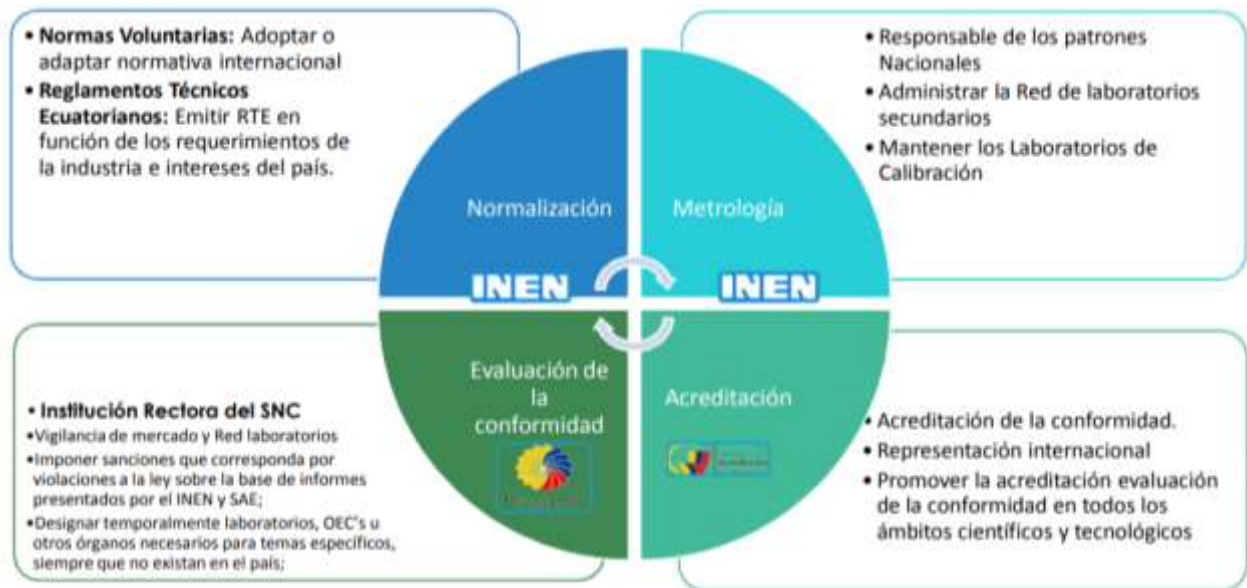 • Normas Voluntarias: Adoptar o
adaptar normativa internacional
• Reglamentos Técnicos
Ecuatorianos: Emitir RTE en
función de los requerimientos de
la industria e intereses del país.
Normalización
INEN
Metrología
INEN
• Responsable de los patrones
Nacionales
• Administrar la Red de laboratorios
secundarios
• Mantener los Laboratorios de
Calibración
• Institución Rectora del SNC
•Vigilancia de mercado y Red laboratorios
•Imponer sanciones que corresponda por
violaciones a la ley sobre la base de informes
presentados por el INEN y SAE;
•Designar temporalmente laboratorios, OEC's u
otros órganos necesarios para temas específicos,
siempre que no existan en el país;
Evaluación de
la
conformidad
Acreditación
• Acreditación de la conformidad.
• Representación internacional
• Promover la acreditación evaluación
de la conformidad en todos los
ámbitos científicos y tecnológicos